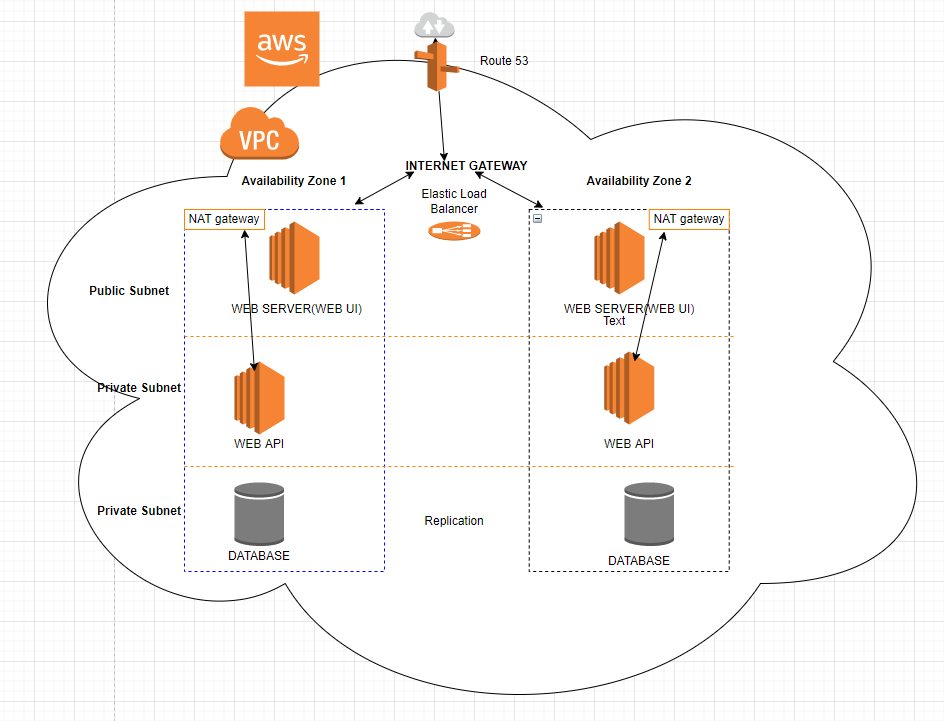 aws
Route 53
VPC
INTERNET GATEWAY
Availability Zone 1
Availability Zone 2
Elastic Load
Balancer
NAT gateway
NAT gateway
Public Subnet
WEB SERVER(WEB UI)
WEB SERVER(WEB UI)
Text
Private Subnet
WEB API
WEB API
Private Subnet
Replication
DATABASE
DATABASE